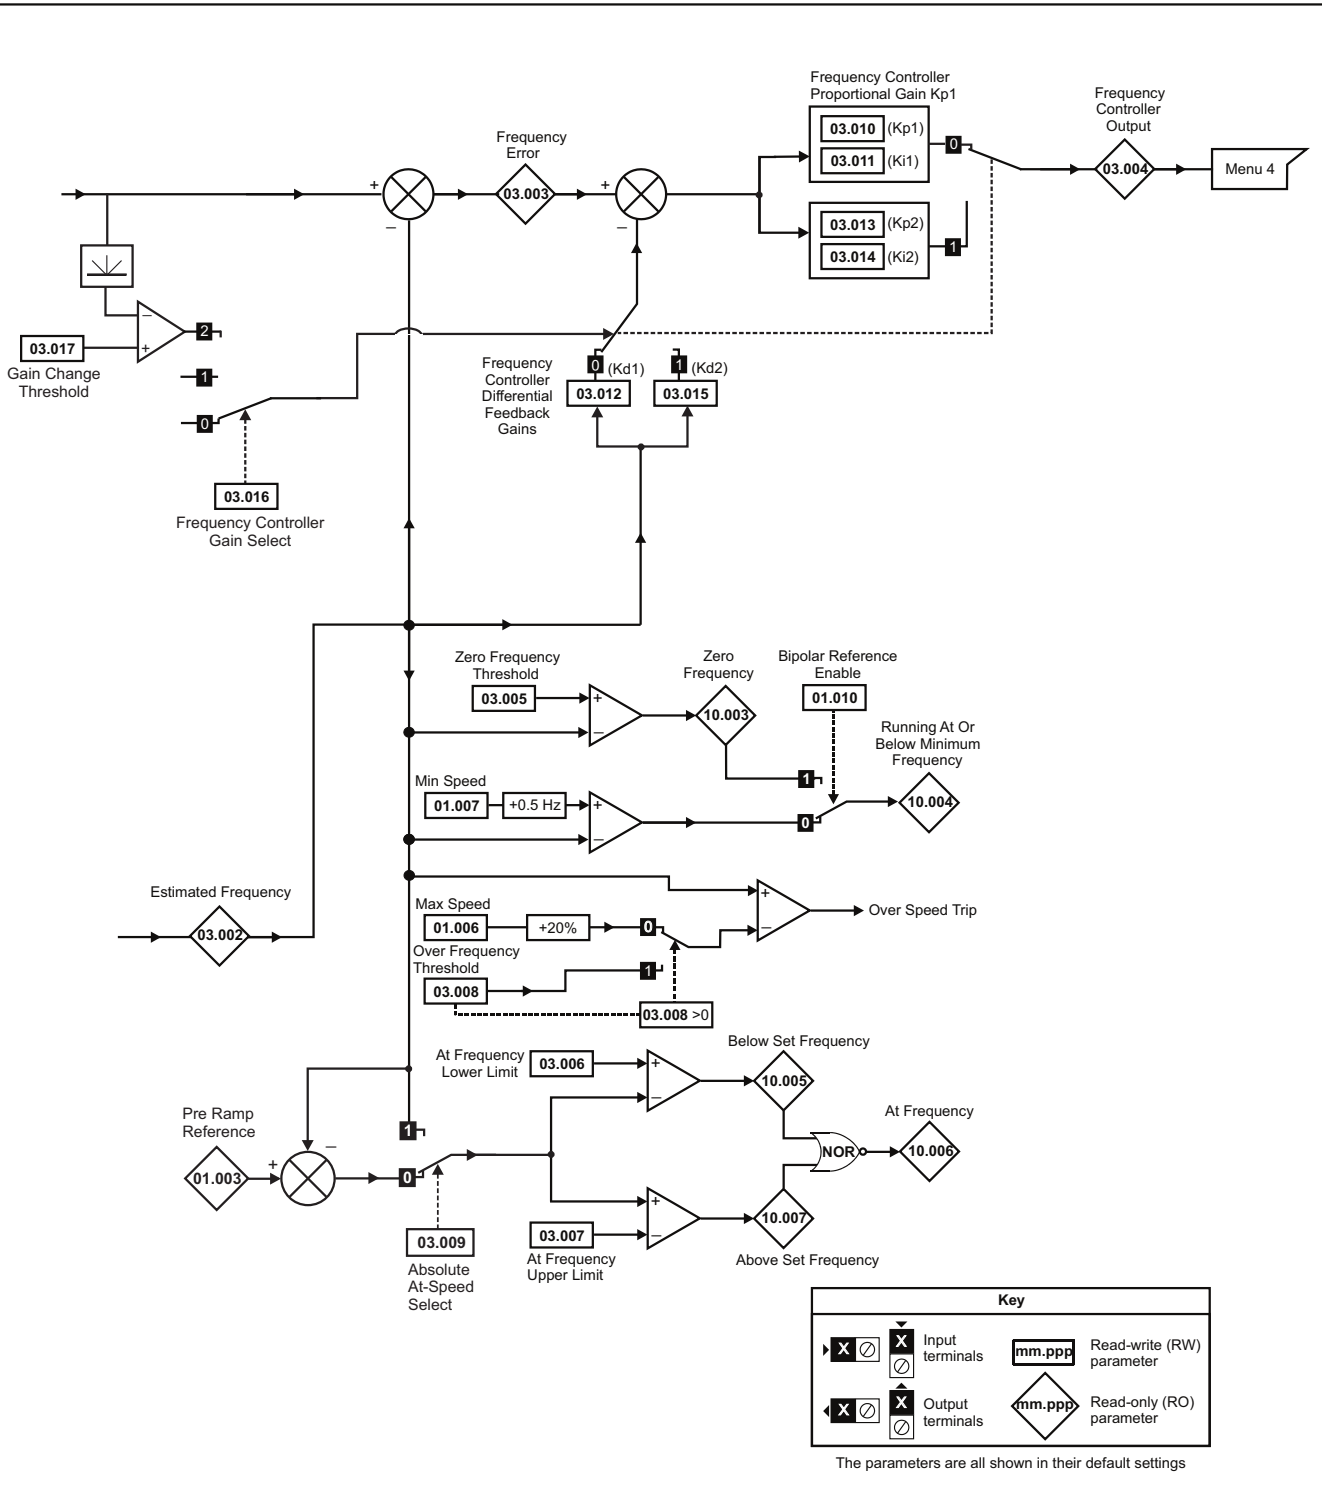 Frequency Controller
Proportional Gain Kp1
03.010 (Kp1)
03.011 (Ki1)
0
03.013 (Kp2)
03.014 (Ki2)
1
Frequency
Controller
Output
03.004
Menu 4
Frequency
Error
03.003
+
−
+
−
−
+
2
1
0
03.017
Gain Change
Threshold
03.016
Frequency Controller
Gain Select
Frequency
Controller
Differential
Feedback
Gains
0 (Kd1)
03.012
1 (Kd2)
03.015
Zero Frequency
Threshold
03.005
+
−
Zero
Frequency
10.003
Bipolar Reference
Enable
01.010
1
0
Running At Or
Below Minimum
Frequency
10.004
Min Speed
01.007
+0.5 Hz
+
−
Estimated Frequency
03.002
Max Speed
01.006
+20%
0
Over Frequency
Threshold
03.008
1
03.008 >0
+
−
Over Speed Trip
At Frequency
Lower Limit
03.006
+
−
Below Set Frequency
10.005
Pre Ramp
Reference
01.003
+
−
1
0
03.009
Absolute
At-Speed
Select
NOR
At Frequency
10.006
+
−
03.007
At Frequency
Upper Limit
10.007
Above Set Frequency
Key
X
X
Input
terminals
mm.ppp
Read-write (RW)
parameter
X
X
Output
terminals
mm.ppp
Read-only (RO)
parameter
The parameters are all shown in their default settings